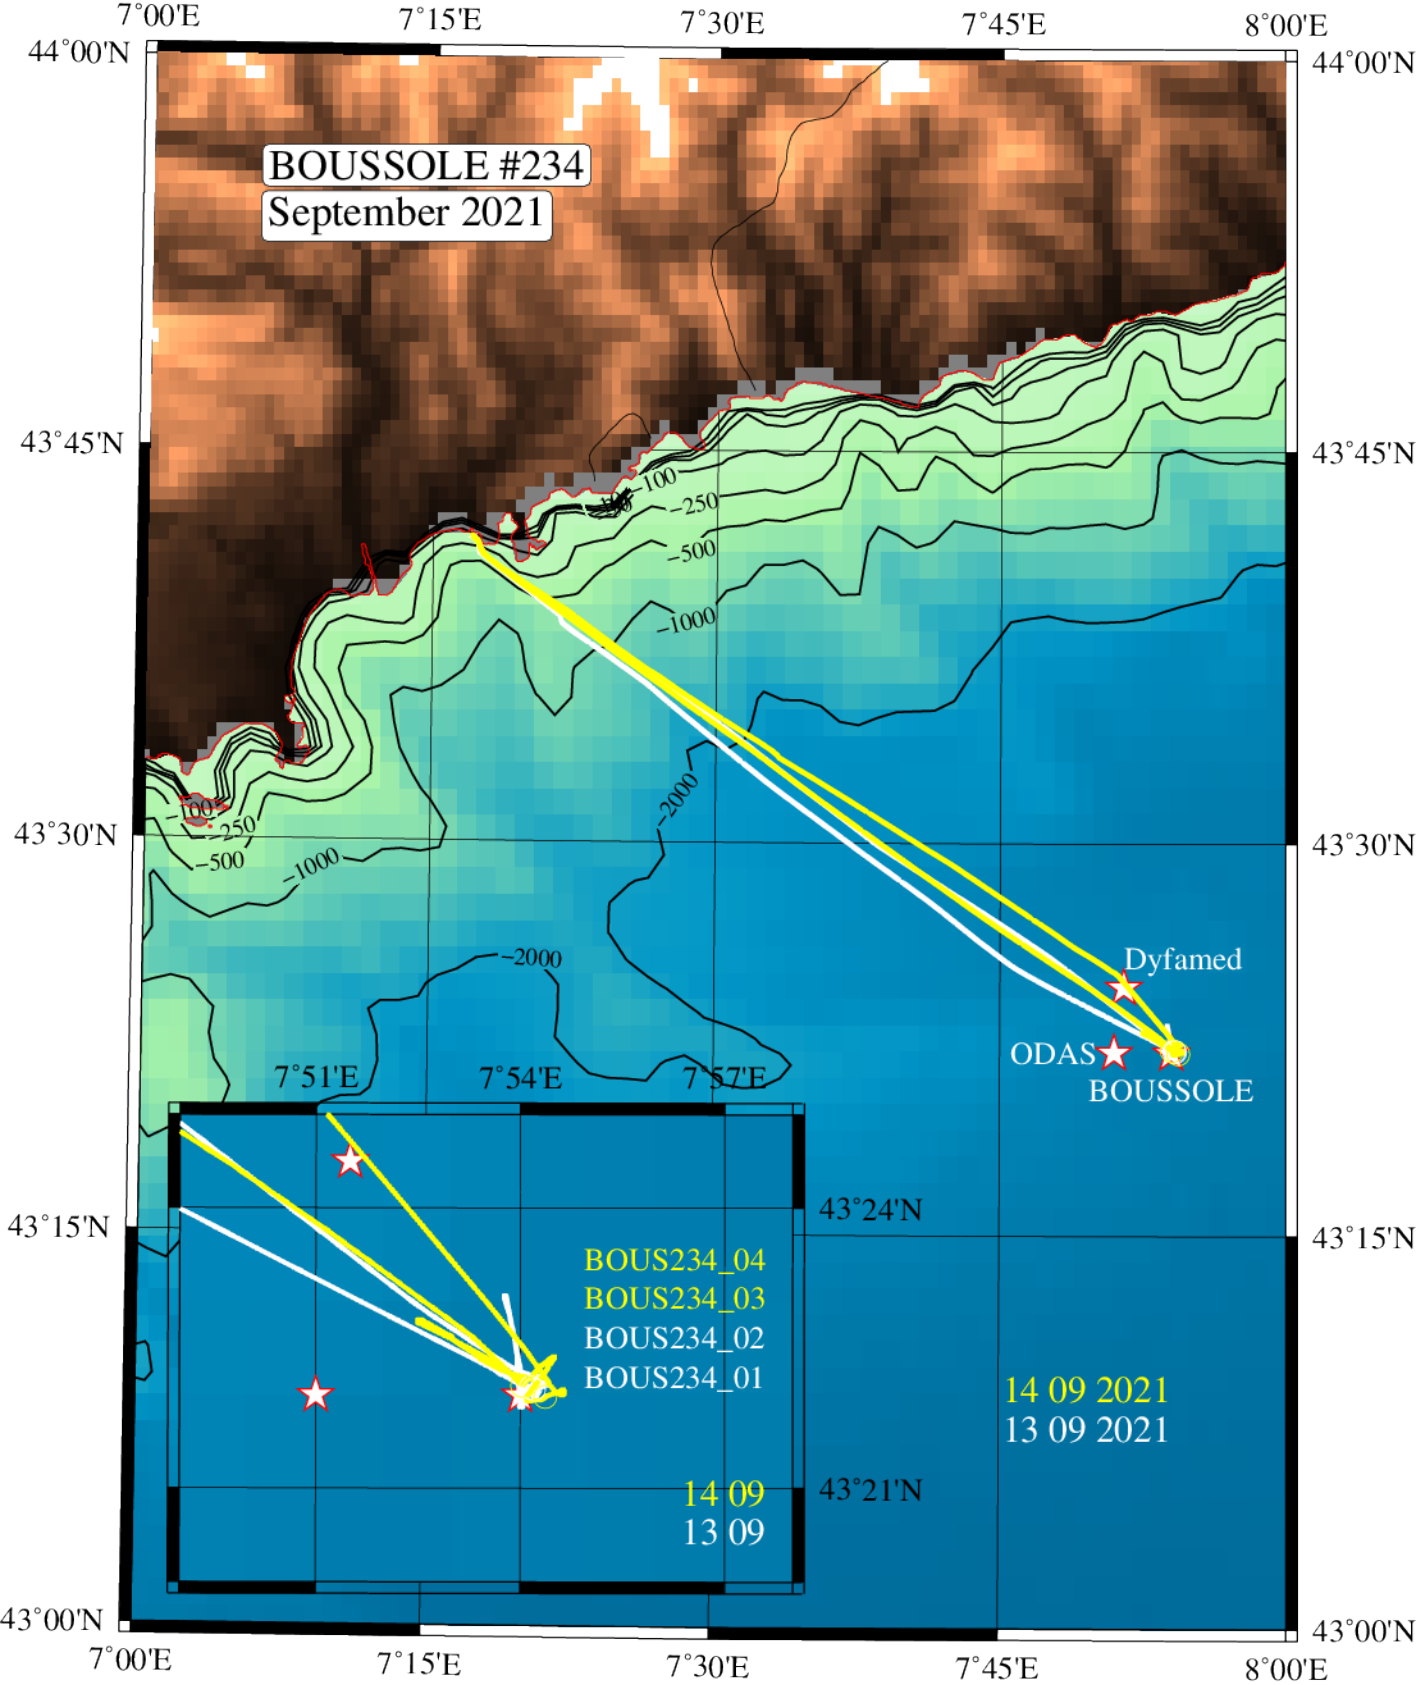 7°00'E 7°15'E 7°30'E 7°45'E 8°00'E
44°00'N 44°00'N
BOUSSOLE #234
September 2021
43°45'N 43°45'N
−100
−250
−500
−1000
−2000
−100
−250
−500
−1000
43°30'N 43°30'N
−2000
Dyfamed
ODAS
BOUSSOLE
7°51'E 7°54'E 7°57'E
43°24'N
43°15'N 43°15'N
BOUS234_04
BOUS234_03
BOUS234_02
BOUS234_01
14 09 2021
13 09 2021
43°21'N
14 09
13 09
43°00'N 43°00'N
7°00'E 7°15'E 7°30'E 7°45'E 8°00'E